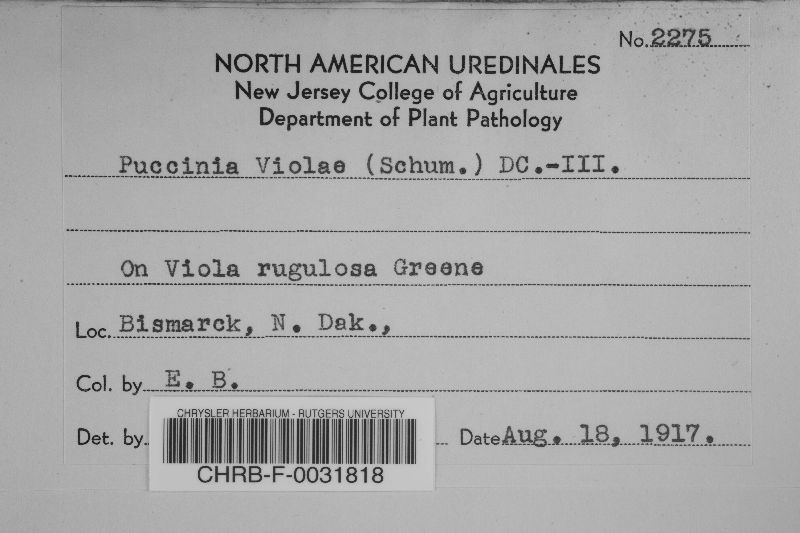 No. 2275
NORTH AMERICAN UREDINALES
New Jersey College of Agriculture
Department of Plant Pathology
Puccinia Violae (Schum.) DC.-III.
On Viola rugulosa Greene
Loc. Bismarck, N. Dak.,
Col. by E. B.
CHRYSLER HERBARIUM - RUTGERS UNIVERSITY
Det. by Date Aug. 18, 1917.
CHRB-F-0031818